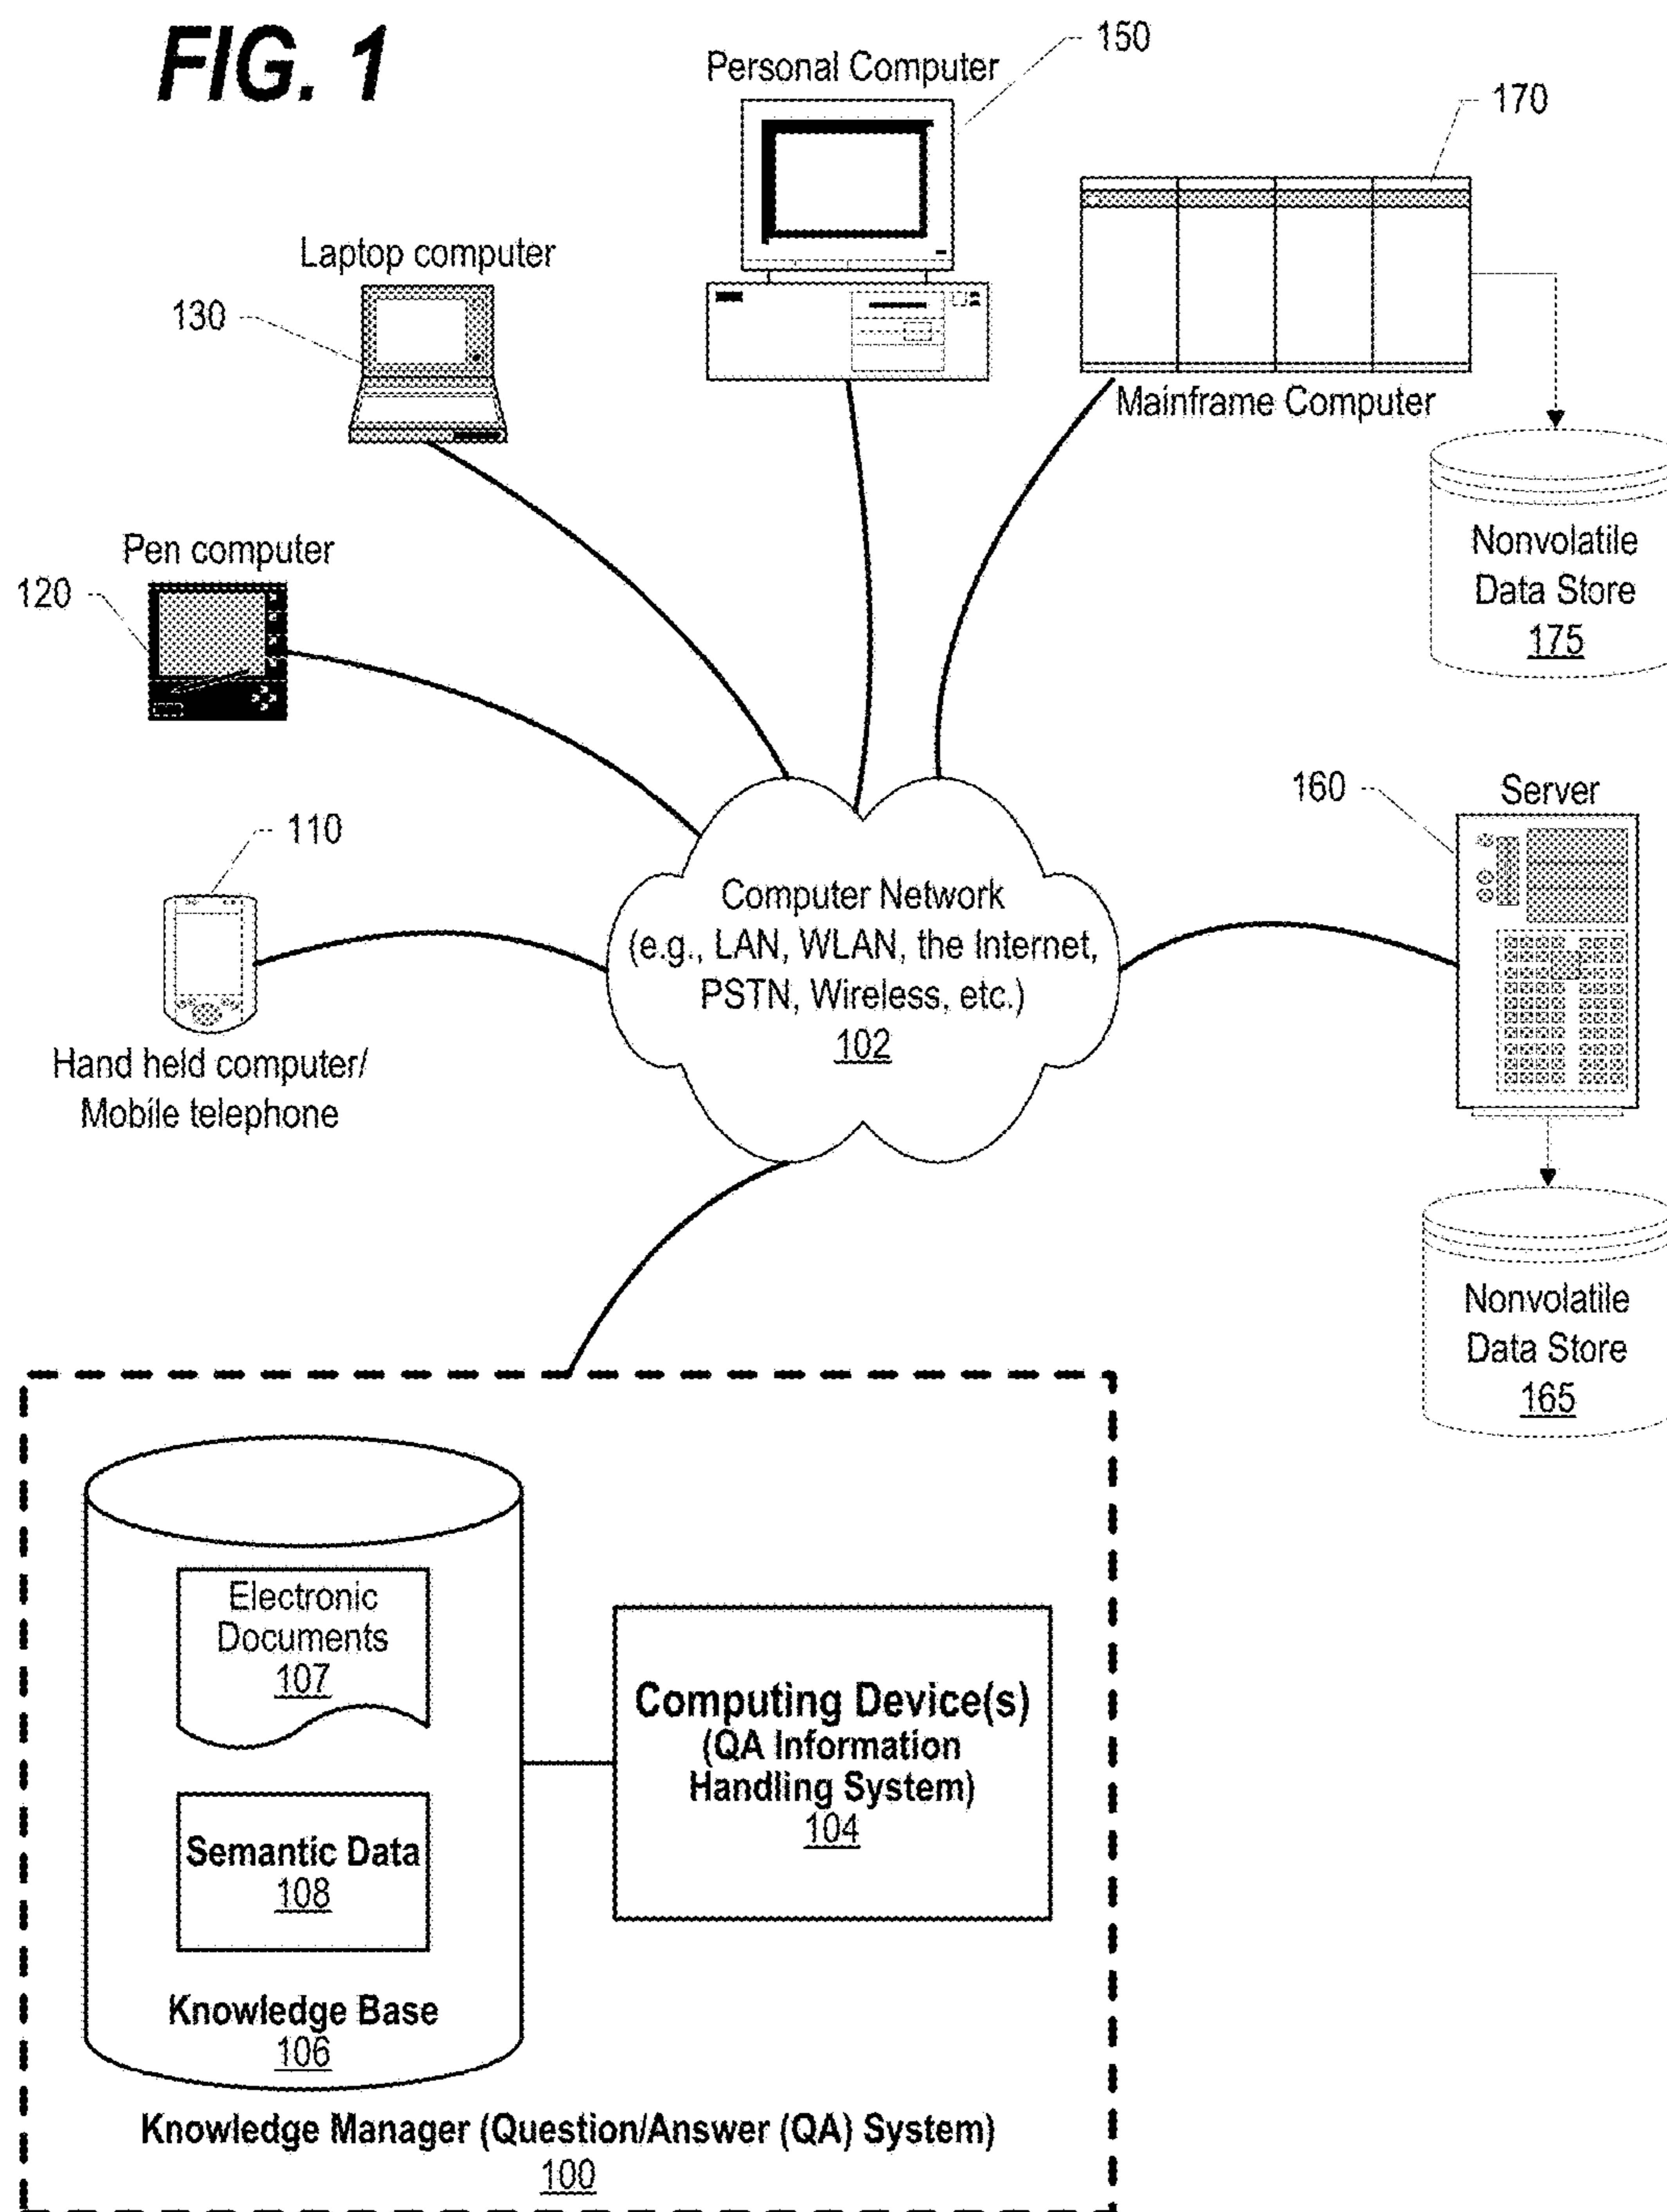 FIG. 1
150
Personal Computer
170
Laptop computer
130
Mainframe Computer
Nonvolatile
Data Store
175
Pen computer
120
160
Server
110
Computer Network
(e.g., LAN, WLAN, the Internet,
PSTN, Wireless, etc.)
102
Hand held computer/
Mobile telephone
Nonvolatile
Data Store
165
Electronic
Documents
107
Computing Device(s)
(QA Information
Handling System)
104
Semantic Data
108
Knowledge Base
106
Knowledge Manager (Question/Answer (QA) System)
100